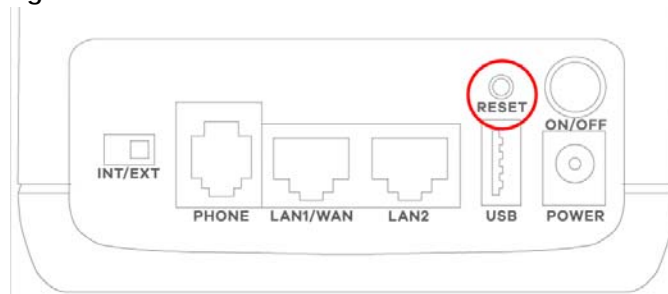 RESET
ON/OFF
INT/EXT
PHONE LAN1/WAN LAN2 USB POWER